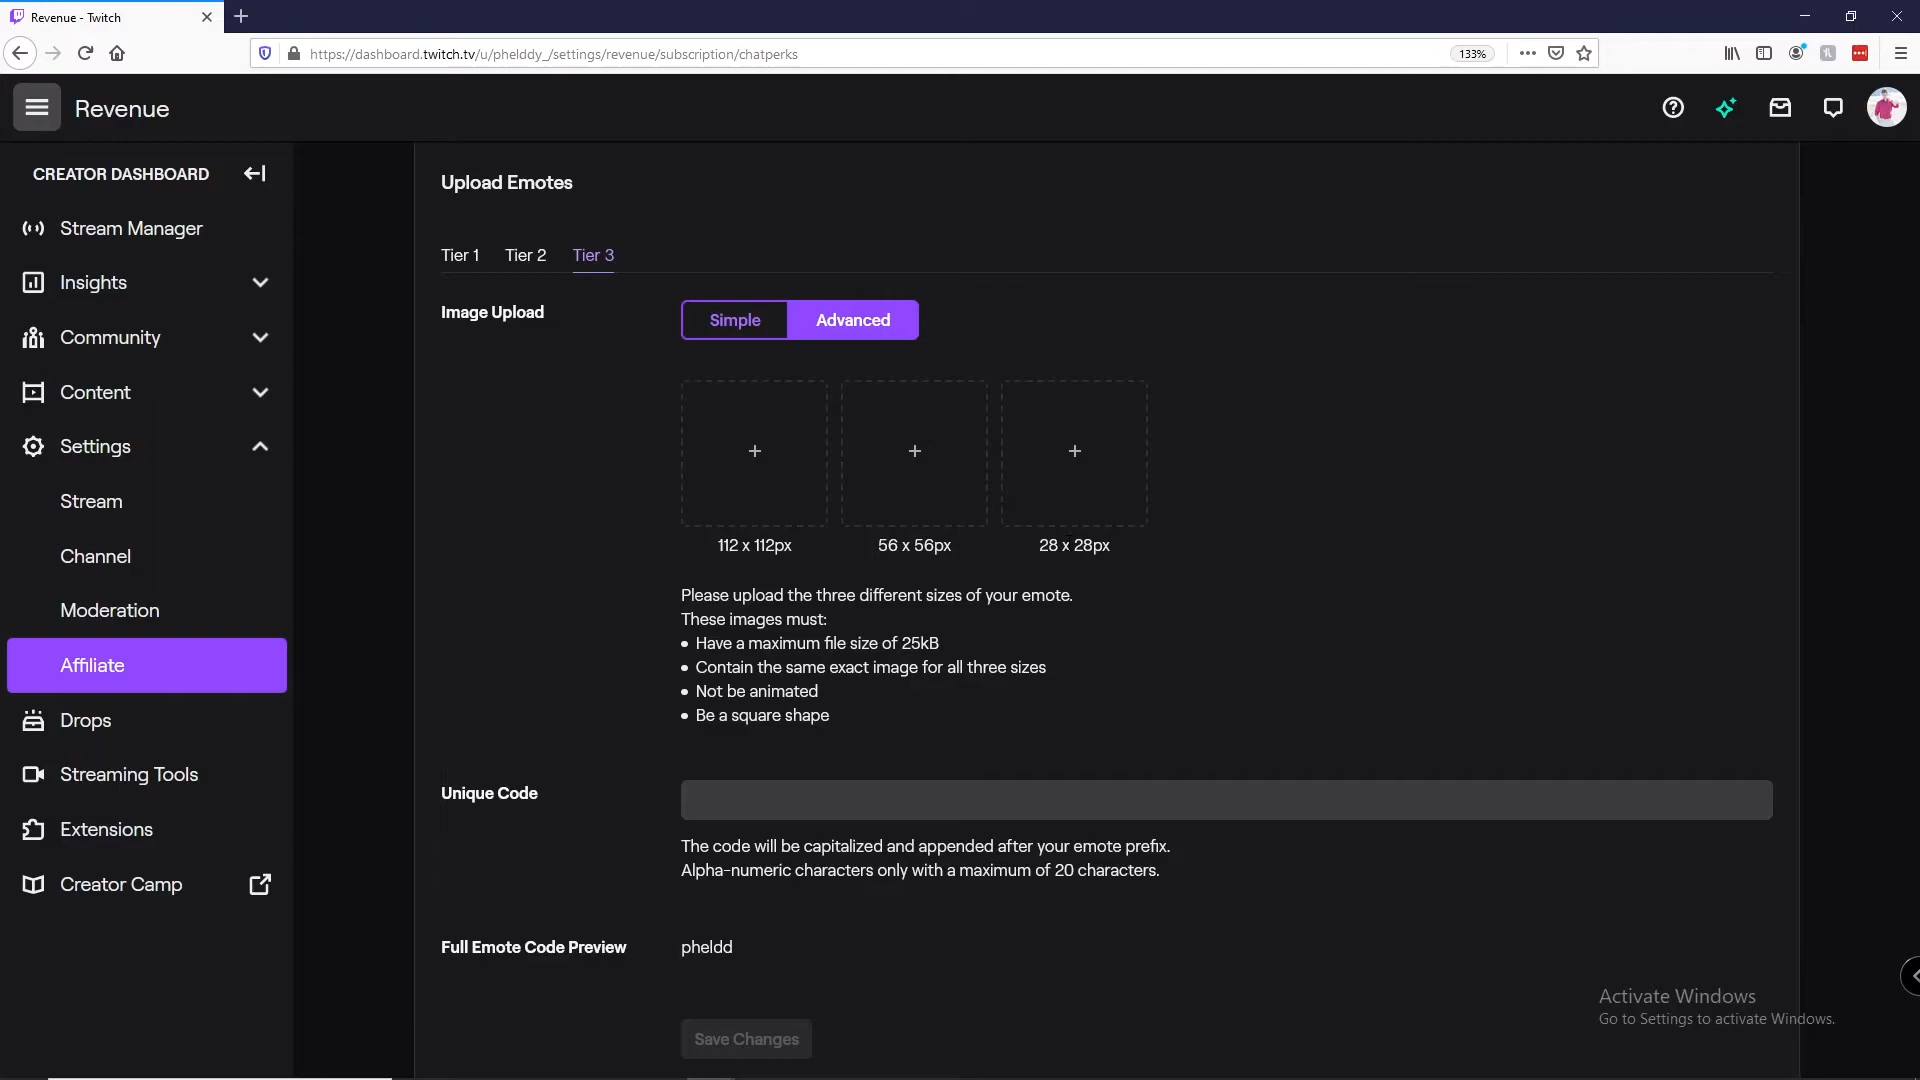 Revenue - Twitch
https://dashboard.twitch.tv/u/phelddy_/settings/revenue/subscription/chatperks
133%
Revenue
CREATOR DASHBOARD
Stream Manager
Insights
Community
Content
Settings
Stream
Channel
Moderation
Affiliate
Drops
Streaming Tools
Extensions
Creator Camp
Upload Emotes
Tier 1 Tier 2 Tier 3
Image Upload
Simple Advanced
112 x 112px 56 x 56px 28 x 28px
Please upload the three different sizes of your emote.
These images must:
• Have a maximum file size of 25kB
• Contain the same exact image for all three sizes
• Not be animated
• Be a square shape
Unique Code
The code will be capitalized and appended after your emote prefix.
Alpha-numeric characters only with a maximum of 20 characters.
Full Emote Code Preview pheldd
Save Changes
Activate Windows
Go to Settings to activate Windows.